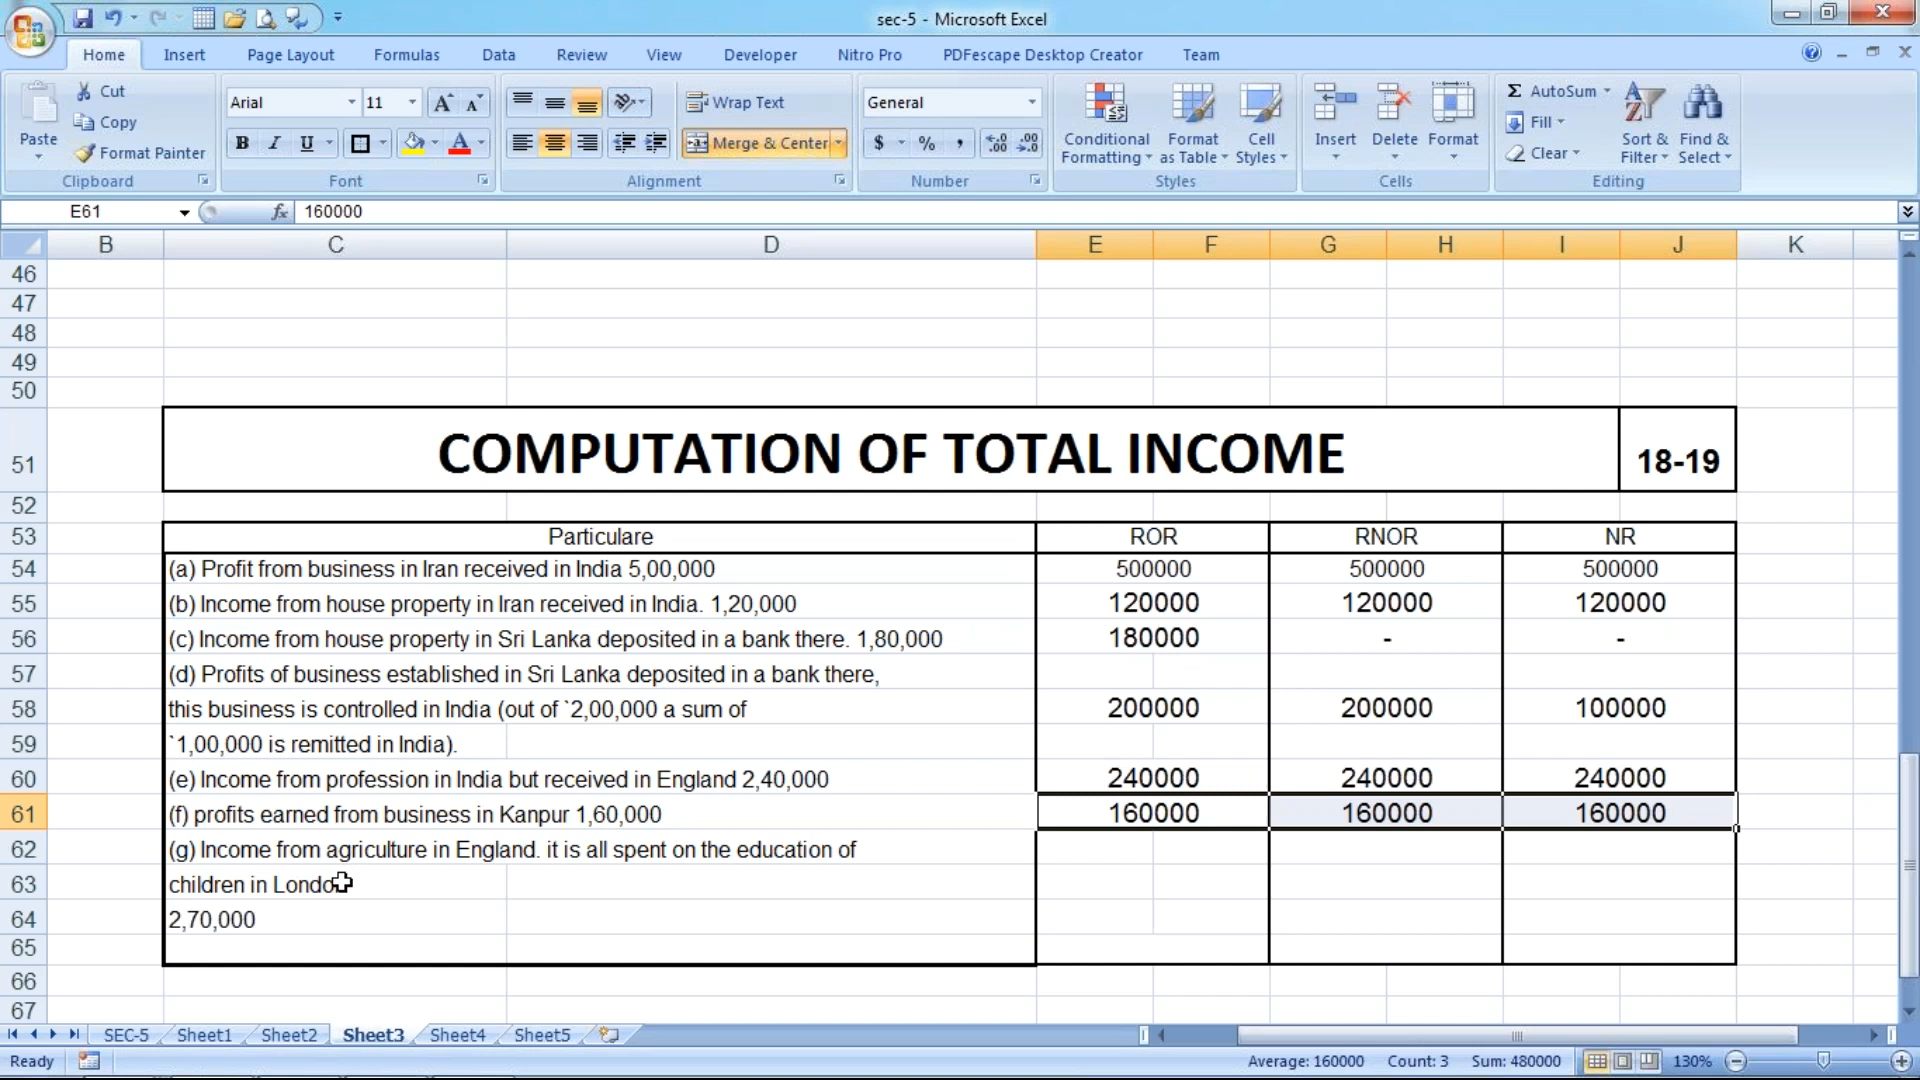 sec-5 - Microsoft Excel
Home Insert Page Layout Formulas Data Review View Developer Nitro Pro PDFescape Desktop Creator Team
Paste
Cut
Copy
Format Painter
Clipboard
Arial 11
B I U
Font
Wrap Text
Merge & Center
Alignment
General
$ % ,
Number
Conditional Formatting
Format as Table
Cell Styles
Styles
Insert Delete Format
Cells
Σ AutoSum
Fill
Clear
Sort & Filter
Find & Select
Editing
E61 fx 160000
B C D E F G H I J K
46
47
48
49
50
51 COMPUTATION OF TOTAL INCOME 18-19
52
53 Particulare ROR RNOR NR
54 (a) Profit from business in Iran received in India 5,00,000 500000 500000 500000
55 (b) Income from house property in Iran received in India. 1,20,000 120000 120000 120000
56 (c) Income from house property in Sri Lanka deposited in a bank there. 1,80,000 180000 - -
57 (d) Profits of business established in Sri Lanka deposited in a bank there,
58 this business is controlled in India (out of `2,00,000 a sum of 200000 200000 100000
59 `1,00,000 is remitted in India).
60 (e) Income from profession in India but received in England 2,40,000 240000 240000 240000
61 (f) profits earned from business in Kanpur 1,60,000 160000 160000 160000
62 (g) Income from agriculture in England. it is all spent on the education of
63 children in Londo
64 2,70,000
65
66
67
SEC-5 Sheet1 Sheet2 Sheet3 Sheet4 Sheet5
Ready Average: 160000 Count: 3 Sum: 480000 130%